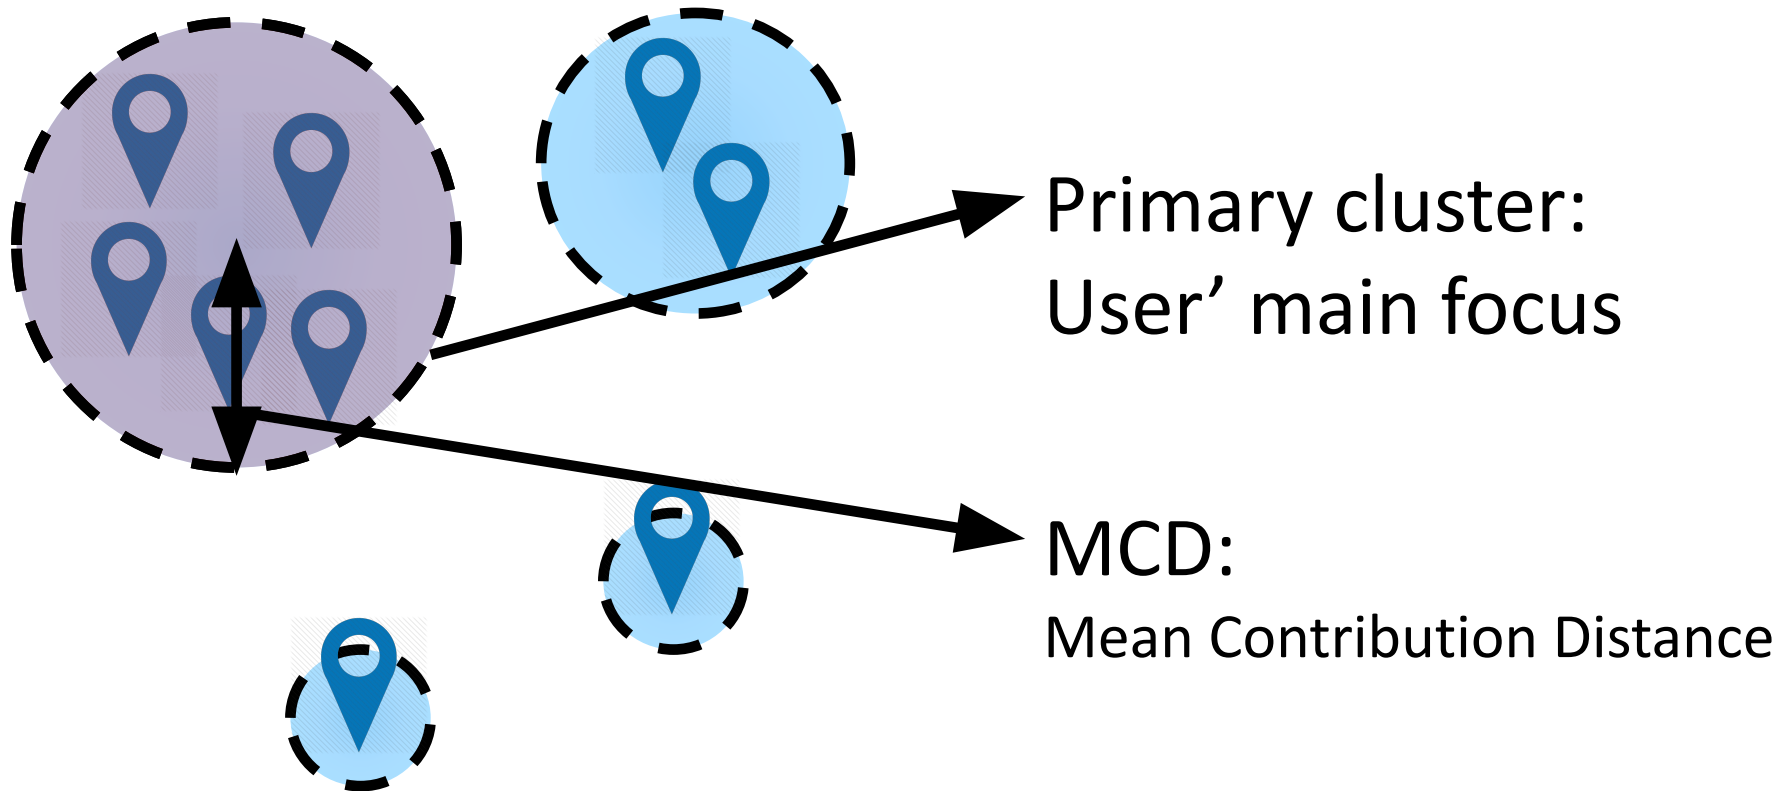 Primary cluster:
User’ main focus
MCD:
Mean Contribution Distance